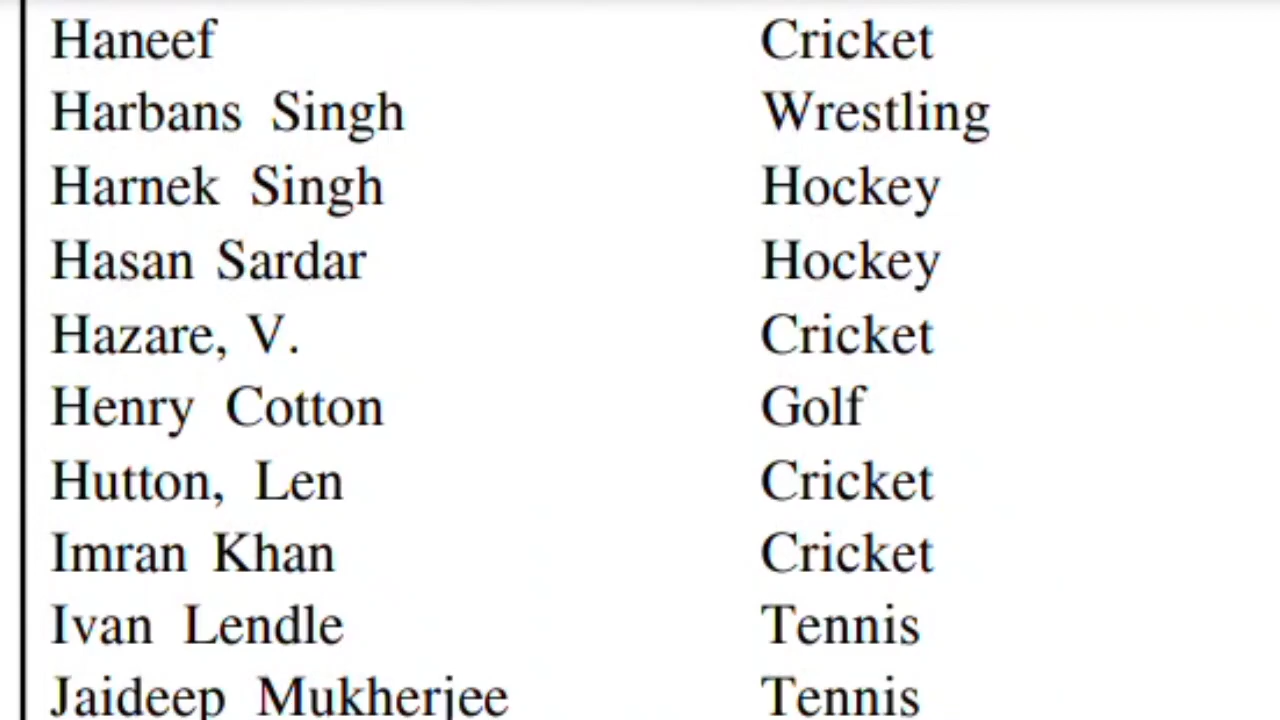 Haneef Cricket
Harbans Singh Wrestling
Harnek Singh Hockey
Hasan Sardar Hockey
Hazare, V. Cricket
Henry Cotton Golf
Hutton, Len Cricket
Imran Khan Cricket
Ivan Lendle Tennis
Jaideep Mukherjee Tennis